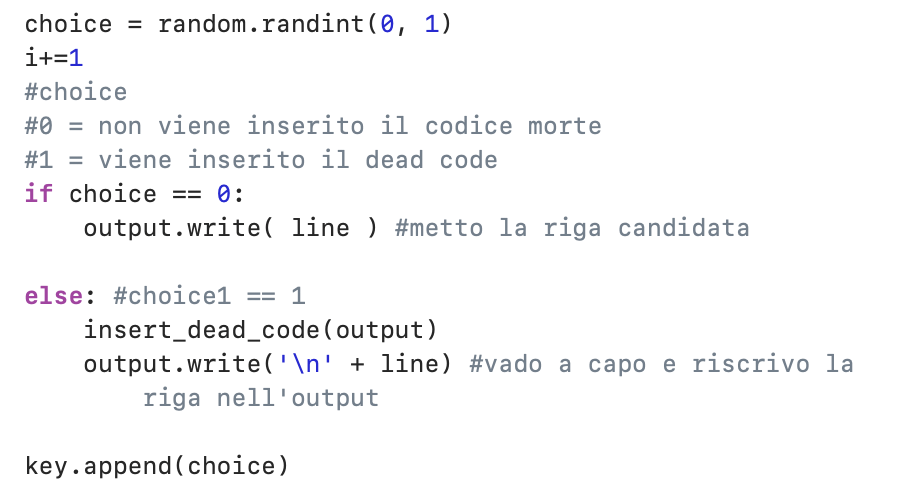 choice = random.randint(0, 1)
i+=1
#choice
#0 = non viene inserito il codice morte
#1 = viene inserito il dead code
if choice == 0:
    output.write( line ) #metto la riga candidata

else: #choice1 == 1
    insert_dead_code(output)
    output.write('\n' + line) #vado a capo e riscrivo la
        riga nell'output

key.append(choice)